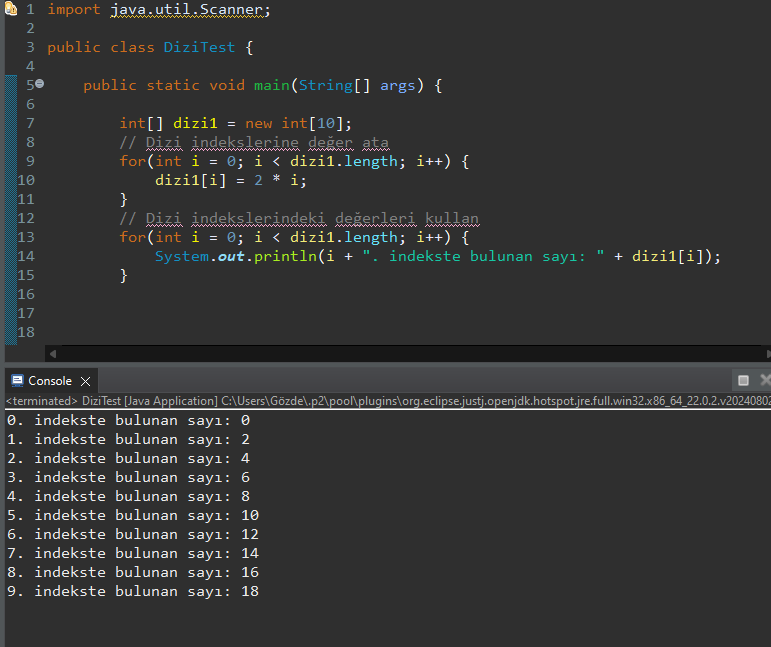 1 import java.util.Scanner;
2
3 public class DiziTest {
4
5 public static void main(String[] args) {
6
7 int[] dizi1 = new int[10];
8 // Dizi indekslerine değer ata
9 for(int i = 0; i < dizi1.length; i++) {
10 dizi1[i] = 2 * i;
11 }
12 // Dizi indekslerindeki değerleri kullan
13 for(int i = 0; i < dizi1.length; i++) {
14 System.out.println(i + ". indekste bulunan sayı: " + dizi1[i]);
15 }
16
17
18
Console
<terminated> DiziTest [Java Application] C:\Users\Gözde\.p2\pool\plugins\org.eclipse.justj.openjdk.hotspot.jre.full.win32.x86_64_22.0.2.v20240802
0. indekste bulunan sayı: 0
1. indekste bulunan sayı: 2
2. indekste bulunan sayı: 4
3. indekste bulunan sayı: 6
4. indekste bulunan sayı: 8
5. indekste bulunan sayı: 10
6. indekste bulunan sayı: 12
7. indekste bulunan sayı: 14
8. indekste bulunan sayı: 16
9. indekste bulunan sayı: 18